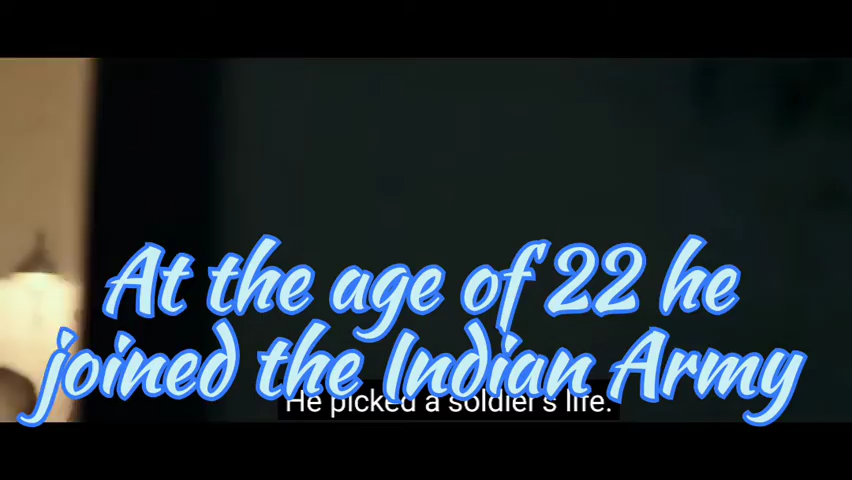 At the age of 22 he
joined the Indian Army
He picked a soldier's life.